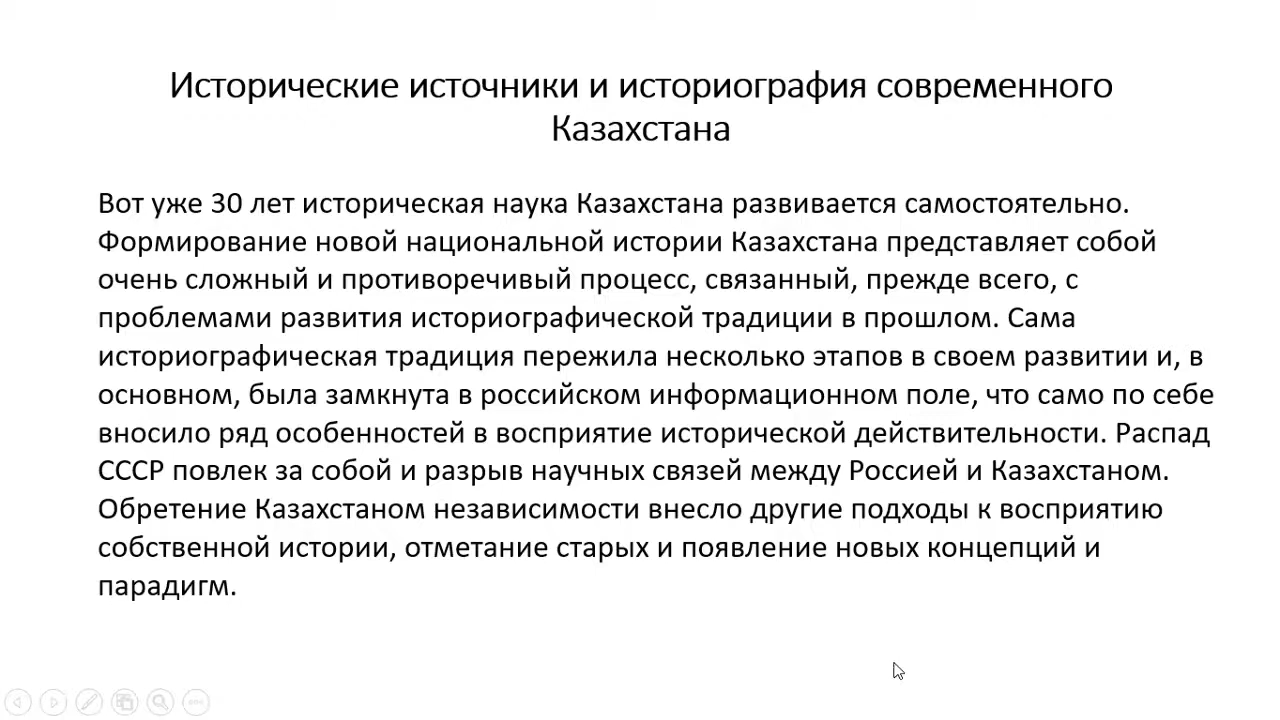 Исторические источники и историография современного
Казахстана
Вот уже 30 лет историческая наука Казахстана развивается самостоятельно.
Формирование новой национальной истории Казахстана представляет собой
очень сложный и противоречивый процесс, связанный, прежде всего, с
проблемами развития историографической традиции в прошлом. Сама
историографическая традиция пережила несколько этапов в своем развитии и, в
основном, была замкнута в российском информационном поле, что само по себе
вносило ряд особенностей в восприятие исторической действительности. Распад
СССР повлек за собой и разрыв научных связей между Россией и Казахстаном.
Обретение Казахстаном независимости внесло другие подходы к восприятию
собственной истории, отметание старых и появление новых концепций и
парадигм.